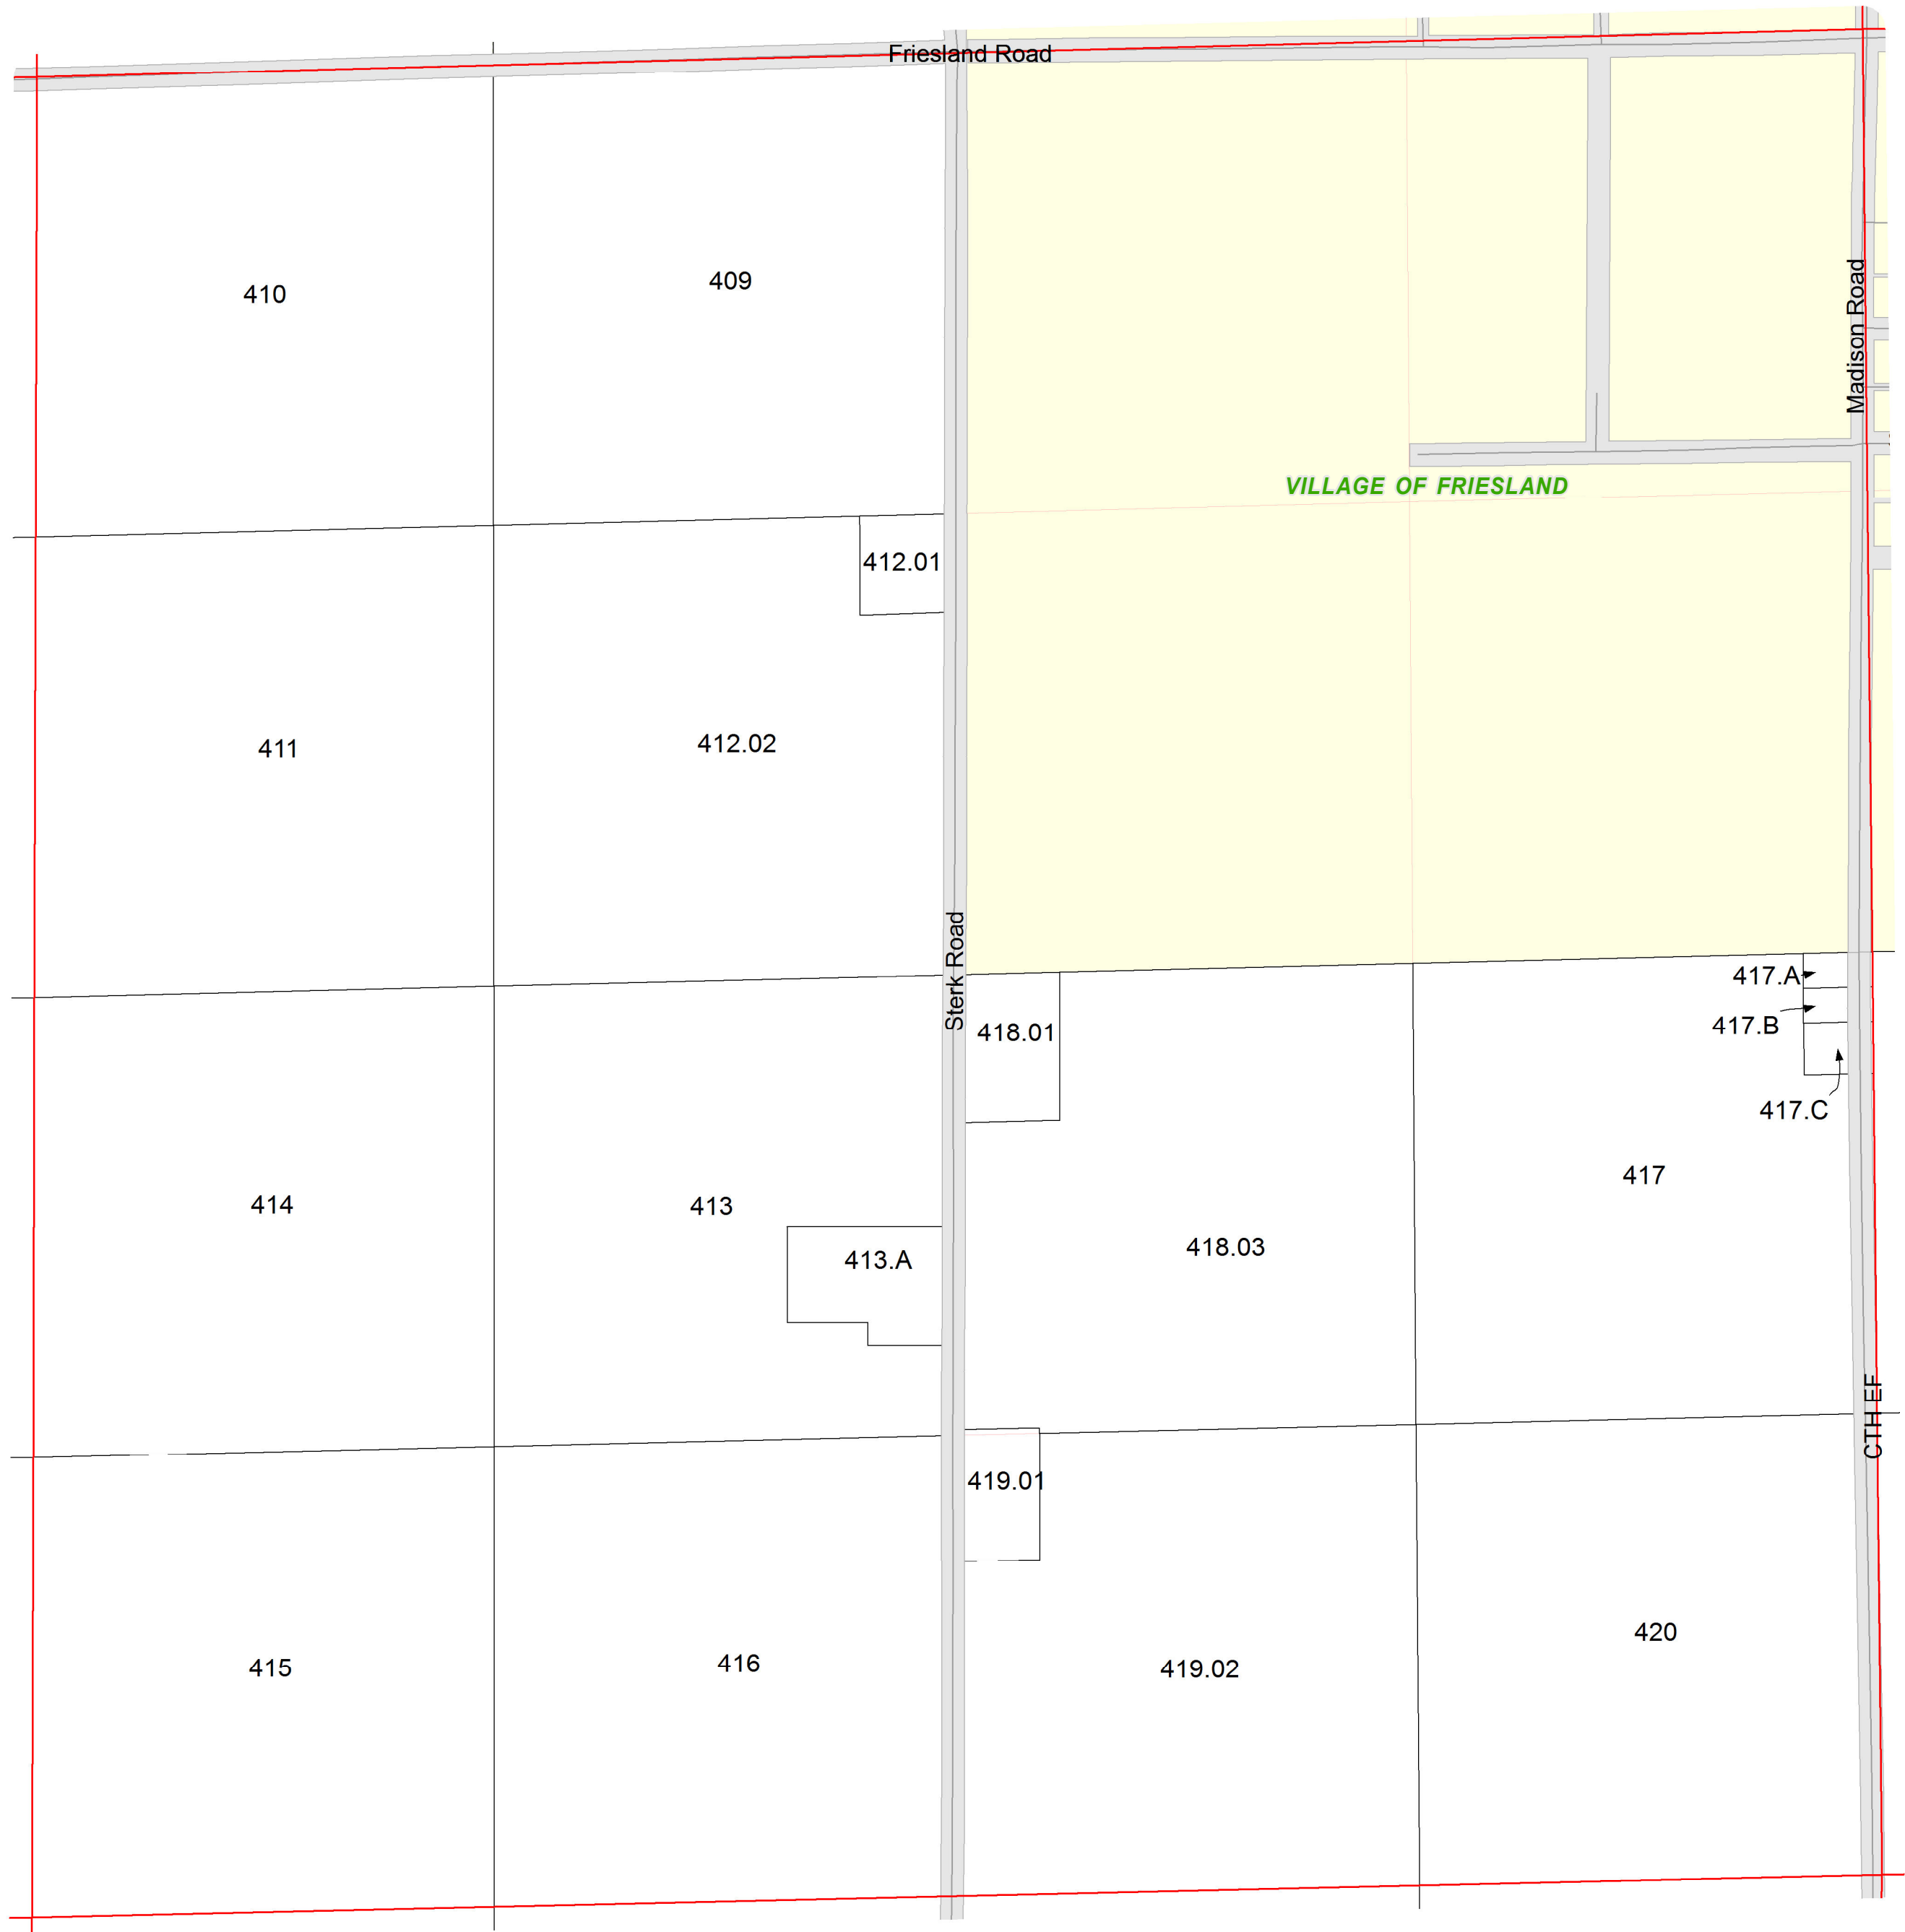 Friesland Road
410
409
Madison Road
VILLAGE OF FRIESLAND
412.01
411
412.02
Sterk Road
417.A
418.01
417.B
417.C
417
414
413
418.03
413.A
CTH EF
419.01
420
415
416
419.02